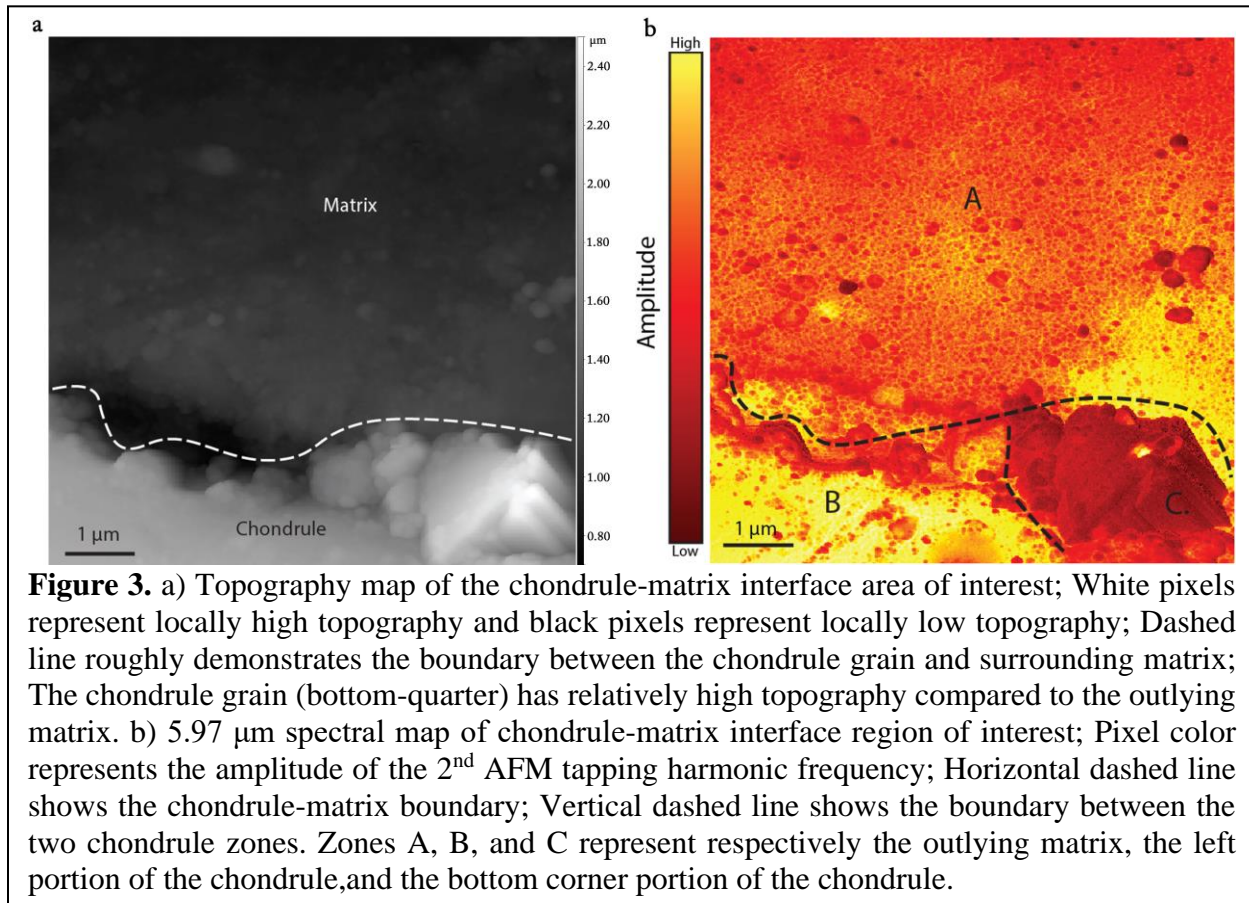 a
b
μm
2.40
2.20
2.00
1.80
1.60
1.40
1.20
1.00
0.80
Matrix
Chondrule
1 μm
High
Amplitude
Low
A
B
C.
1 μm
Figure 3. a) Topography map of the chondrule-matrix interface area of interest; White pixels
represent locally high topography and black pixels represent locally low topography; Dashed
line roughly demonstrates the boundary between the chondrule grain and surrounding matrix;
The chondrule grain (bottom-quarter) has relatively high topography compared to the outlying
matrix. b) 5.97 μm spectral map of chondrule-matrix interface region of interest; Pixel color
represents the amplitude of the 2nd AFM tapping harmonic frequency; Horizontal dashed line
shows the chondrule-matrix boundary; Vertical dashed line shows the boundary between the
two chondrule zones. Zones A, B, and C represent respectively the outlying matrix, the left
portion of the chondrule,and the bottom corner portion of the chondrule.